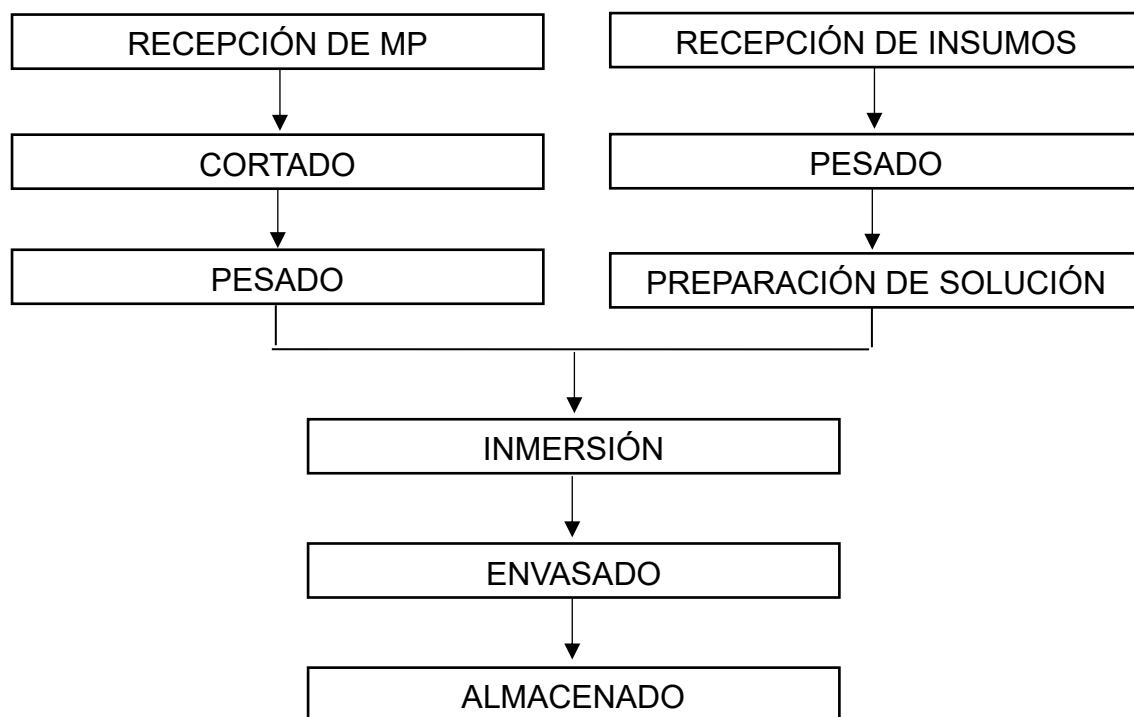 RECEPCIÓN DE MP
RECEPCIÓN DE INSUMOS
CORTADO
PESADO
PESADO
PREPARACIÓN DE SOLUCIÓN
INMERSIÓN
ENVASADO
ALMACENADO